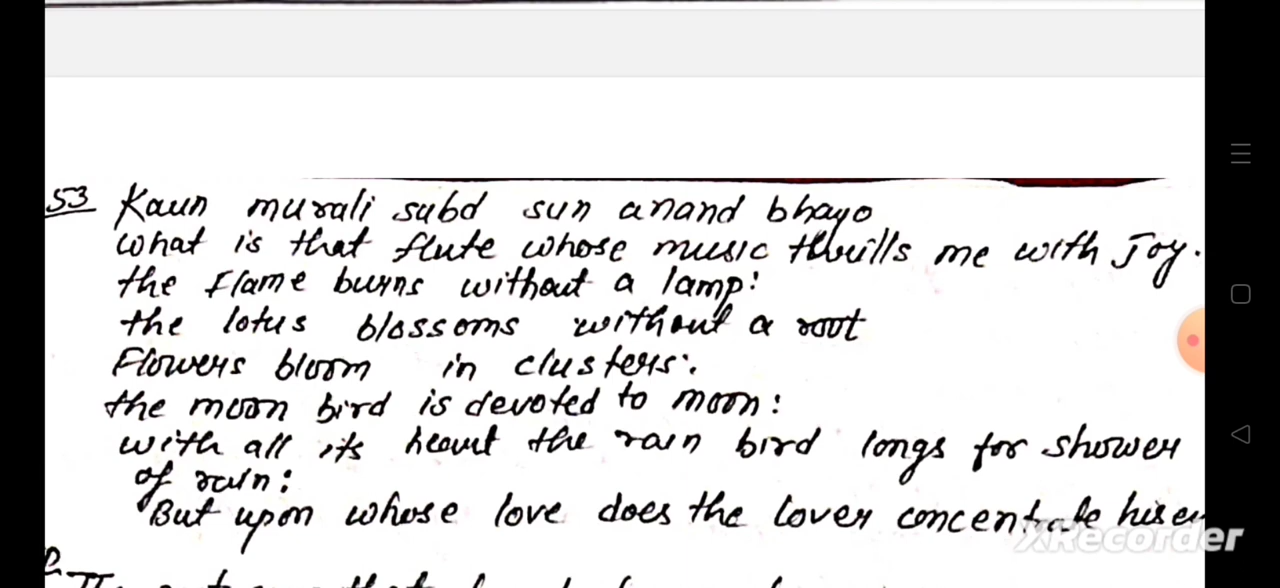 53 Kaun murali sabd sun anand bhayo
What is that flute whose music thrills me with Joy.
the Flame burns without a lamp:
the lotus blossoms without a root
Flowers bloom in clusters:
the moon bird is devoted to moon:
with all its heart the rain bird longs for shower
of rain:
But upon whose love does the Lover concentrate his
XRecorder